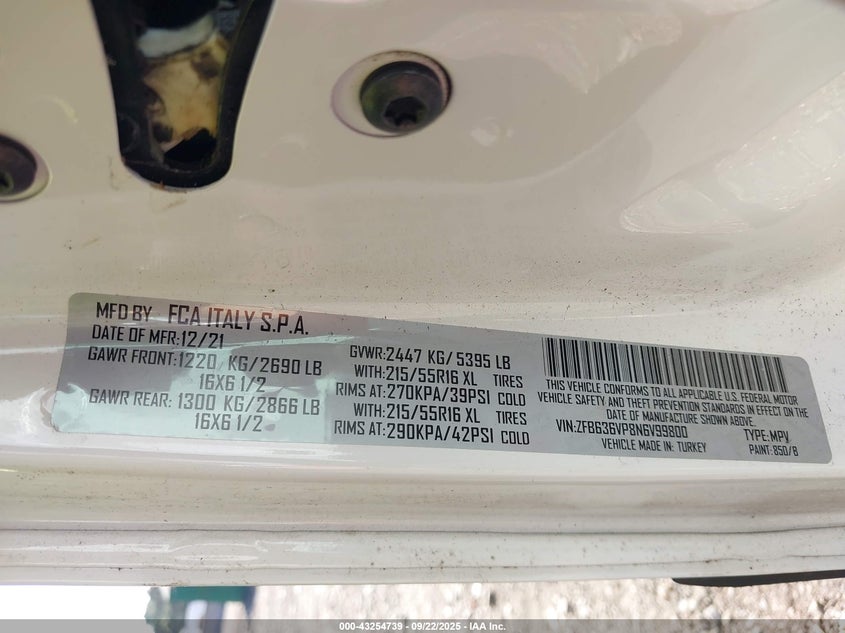 MFD BY FCA ITALY S.P.A.
DATE OF MFR:12/21
GAWR FRONT:1220 KG/2690 LB
16X6 1/2
GAWR REAR: 1300 KG/2866 LB
16X6 1/2
GVWR:2447 KG/5395 LB
WITH:215/55R16 XL TIRES
RIMS AT:270KPA/39PSI COLD
WITH:215/55R16 XL TIRES
RIMS AT:290KPA/42PSI COLD
THIS VEHICLE CONFORMS TO ALL APPLICABLE U.S. FEDERAL MOTOR
VEHICLE SAFETY AND THEFT PREVENTION STANDARDS IN EFFECT ON THE
DATE OF MANUFACTURE SHOWN ABOVE.
VIN:ZFB636VP8N6V99800 TYPE:MPV
VEHICLE MADE IN: TURKEY PAINT:850/B
000-43254739 - 09/22/2025 - IAA Inc.